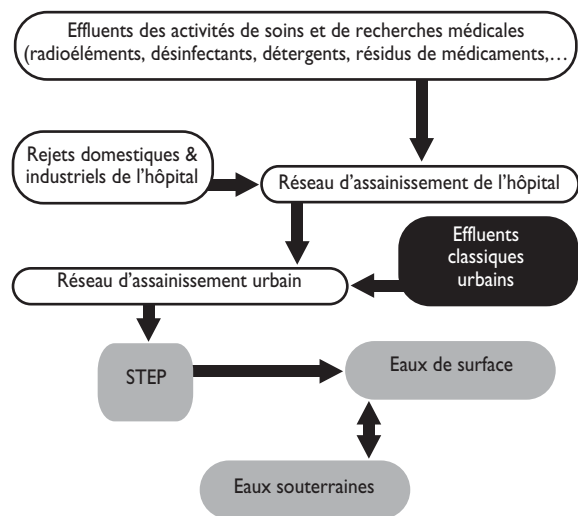 Effluents des activités de soins et de recherches médicales
(radioéléments, désinfectants, détergents, résidus de médicaments,…
Rejets domestiques &
industriels de l’hôpital
Réseau d’assainissement de l’hôpital
Effluents
classiques
urbains
Réseau d’assainissement urbain
STEP
Eaux de surface
Eaux souterraines